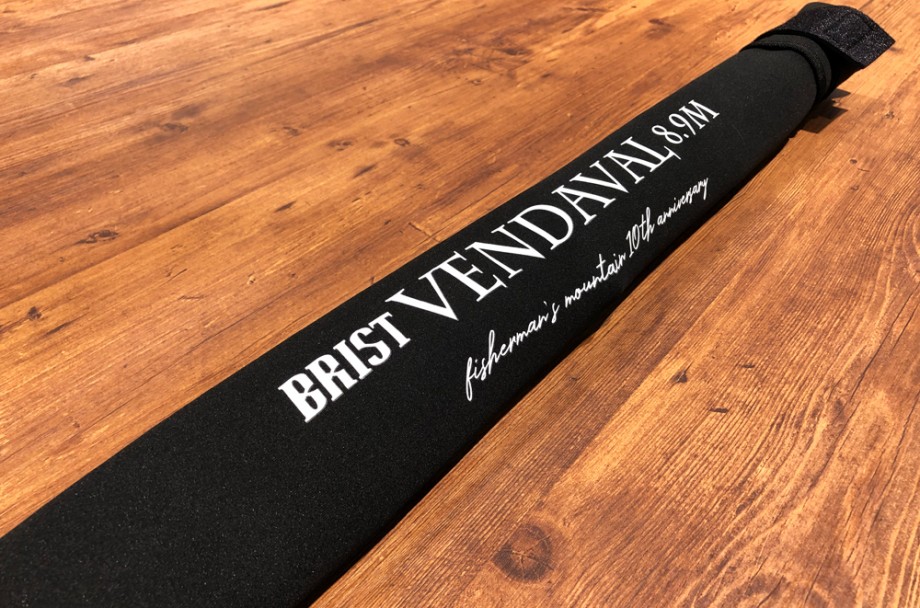 BRIST VENDAVAL 8.9M
fisherman's mountain 10th anniversary